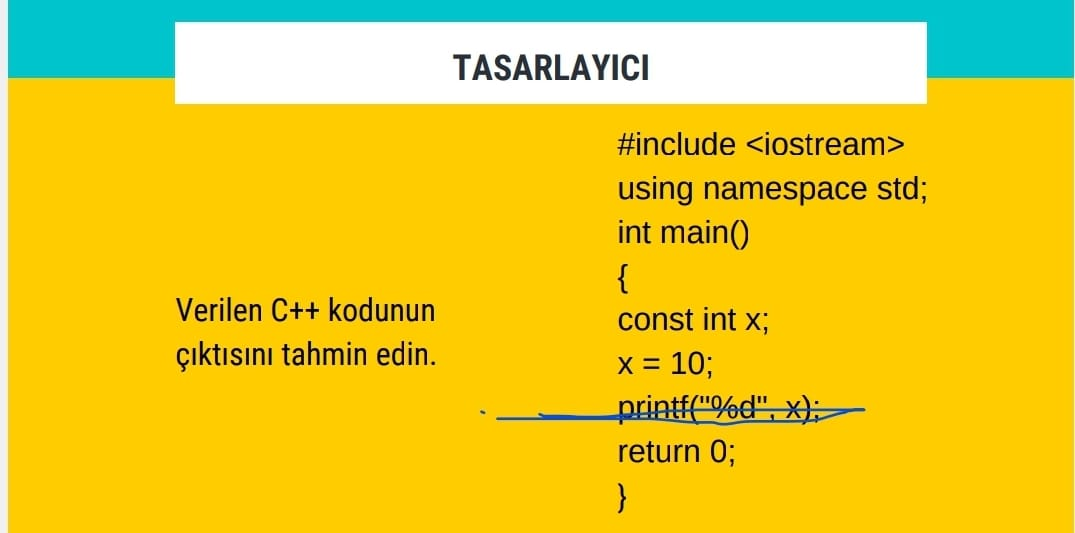 TASARLAYICI
Verilen C++ kodunun
çıktısını tahmin edin.
#include <iostream>
using namespace std;
int main()
{
const int x;
x = 10;
printf("%d", x);
return 0;
}